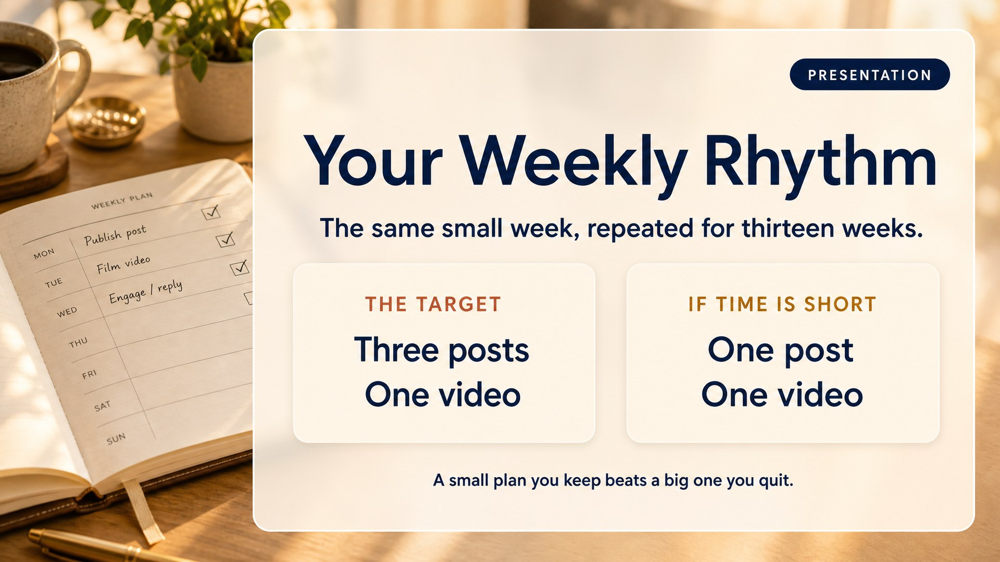 PRESENTATION
Your Weekly Rhythm
The same small week, repeated for thirteen weeks.
THE TARGET
Three posts
One video
IF TIME IS SHORT
One post
One video
A small plan you keep beats a big one you quit.
WEEKLY PLAN
MON Publish post
TUE Film video
WED Engage / reply
THU
FRI
SAT
SUN